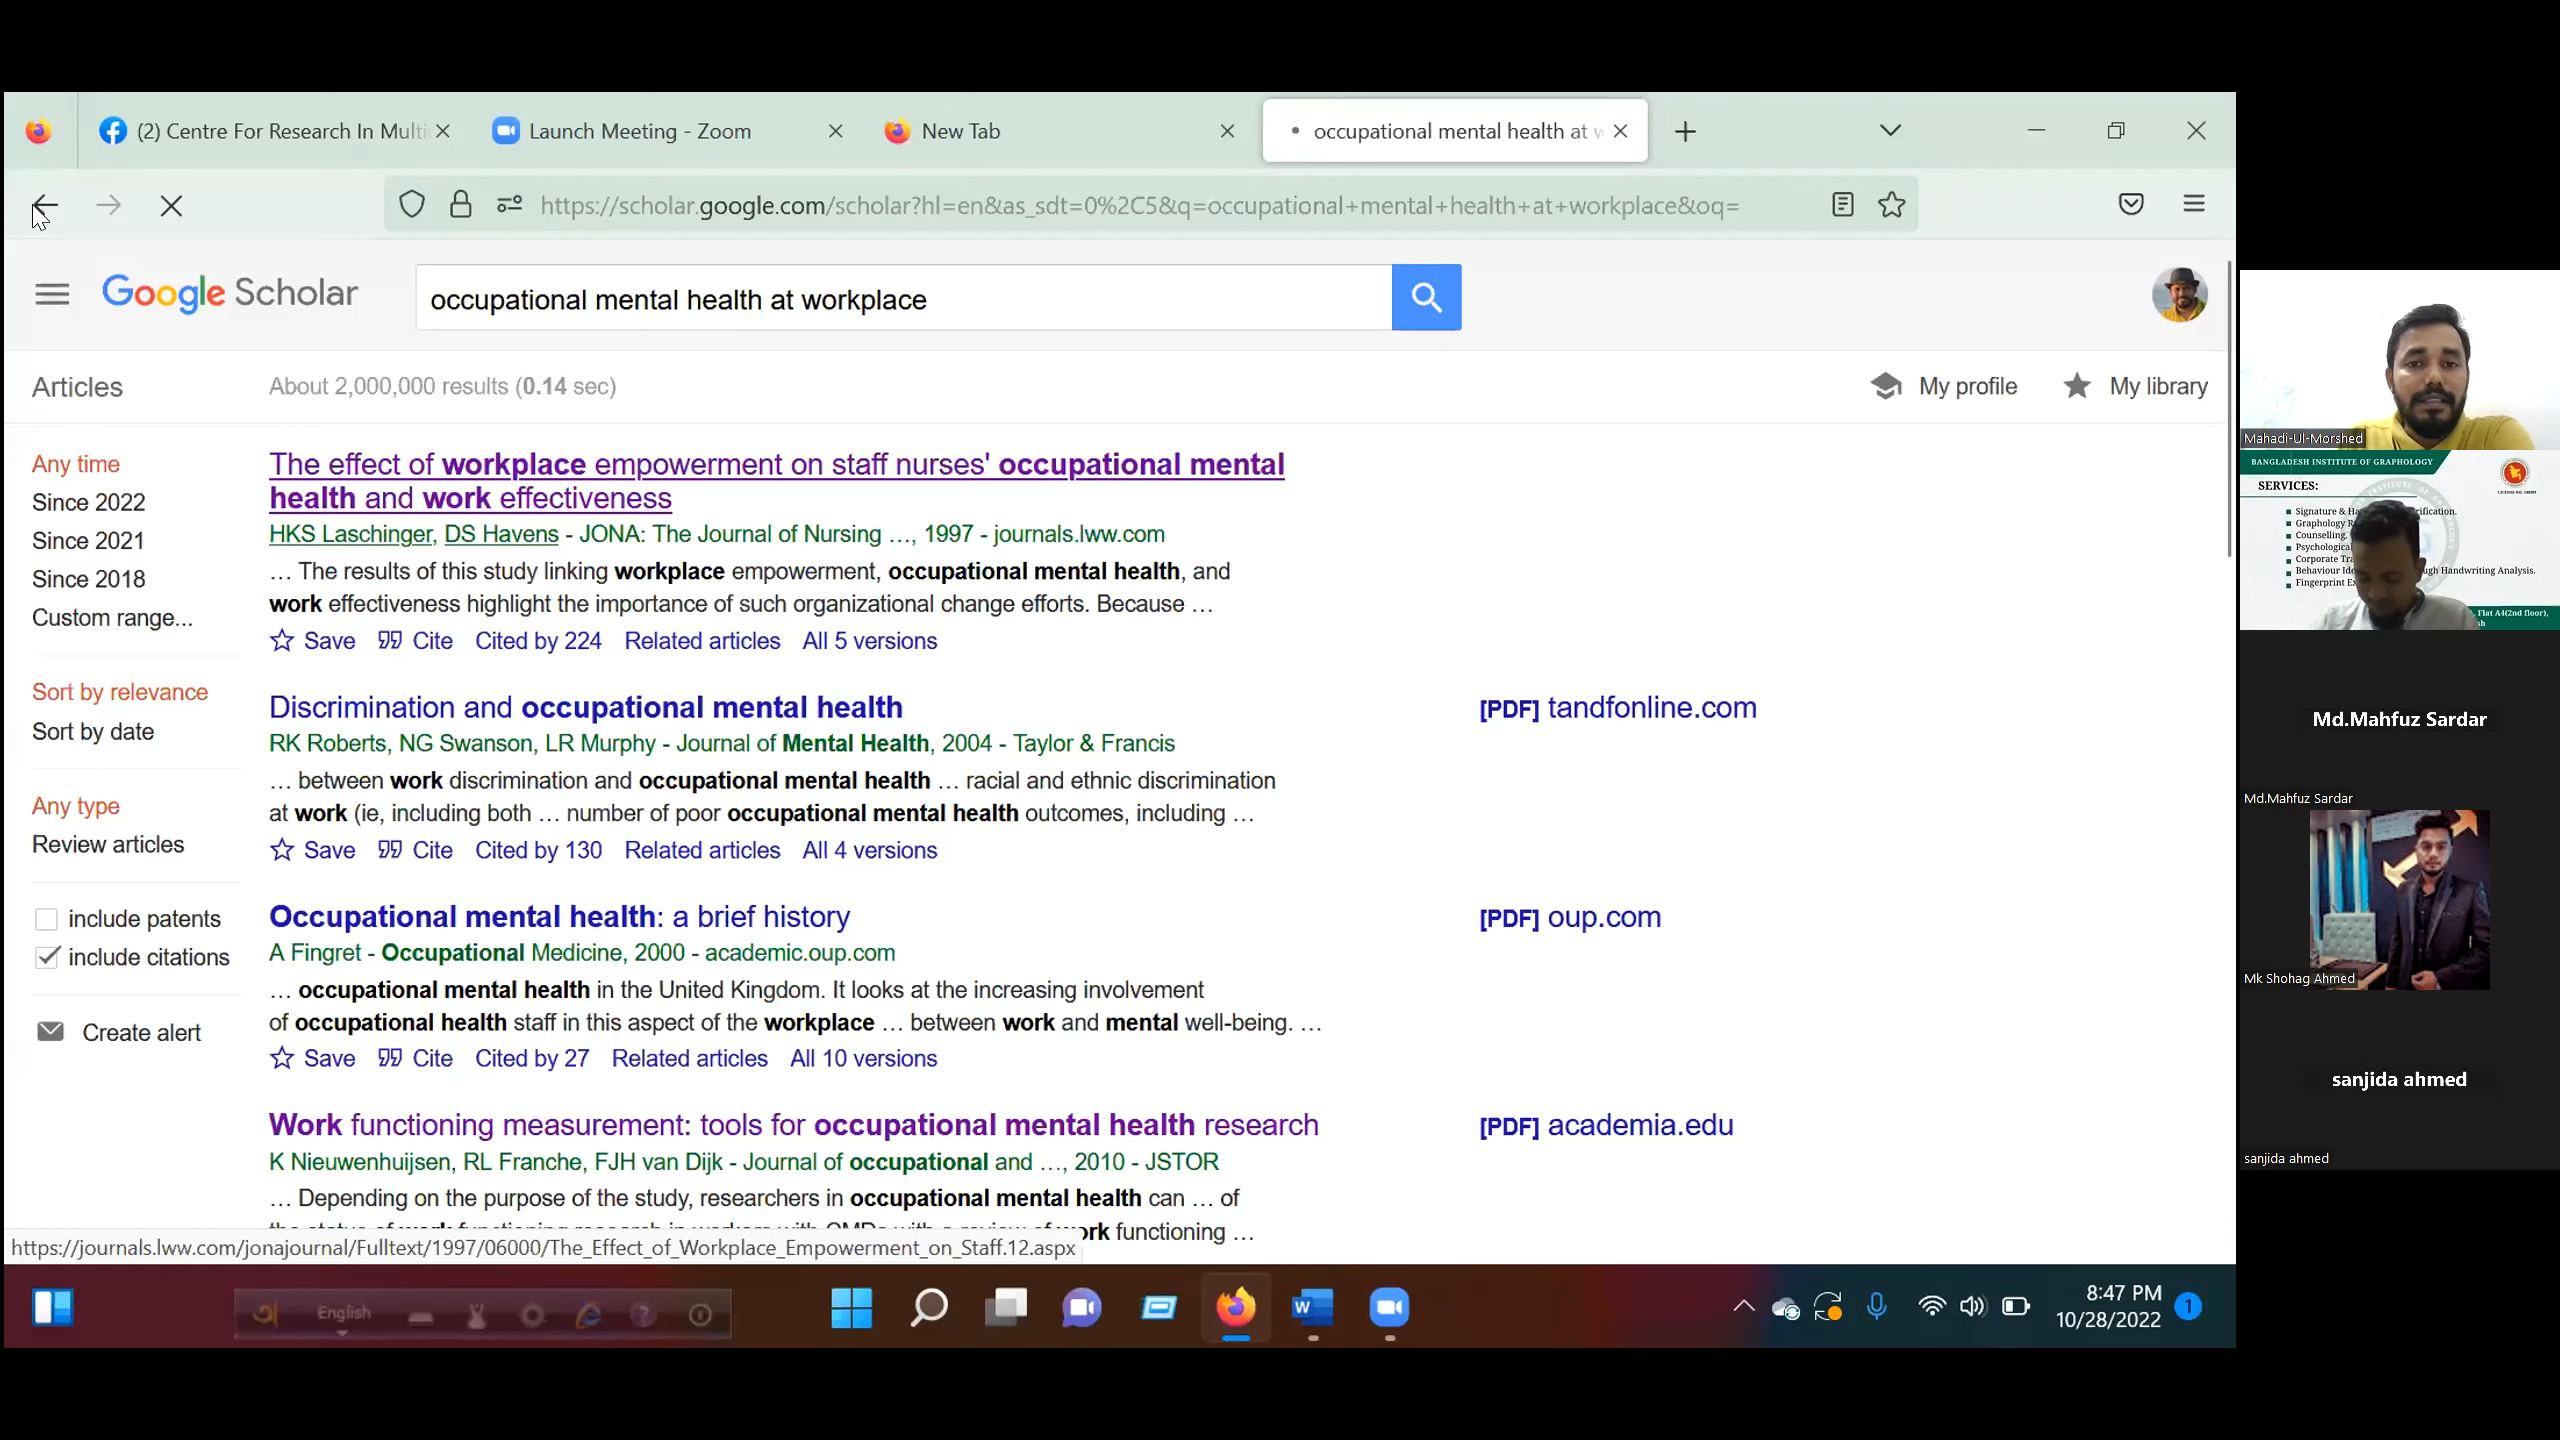 (2) Centre For Research In Multi
Launch Meeting - Zoom
New Tab
occupational mental health at w
https://scholar.google.com/scholar?hl=en&as_sdt=0%2C5&q=occupational+mental+health+at+workplace&oq=
Google Scholar
occupational mental health at workplace
Articles
About 2,000,000 results (0.14 sec)
My profile
My library
Any time
Since 2022
Since 2021
Since 2018
Custom range...
Sort by relevance
Sort by date
Any type
Review articles
include patents
include citations
Create alert
The effect of workplace empowerment on staff nurses' occupational mental
health and work effectiveness
HKS Laschinger, DS Havens - JONA: The Journal of Nursing …, 1997 - journals.lww.com
… The results of this study linking workplace empowerment, occupational mental health, and
work effectiveness highlight the importance of such organizational change efforts. Because …
Save Cite Cited by 224 Related articles All 5 versions
Discrimination and occupational mental health
[PDF] tandfonline.com
RK Roberts, NG Swanson, LR Murphy - Journal of Mental Health, 2004 - Taylor & Francis
… between work discrimination and occupational mental health … racial and ethnic discrimination
at work (ie, including both … number of poor occupational mental health outcomes, including …
Save Cite Cited by 130 Related articles All 4 versions
Occupational mental health: a brief history
[PDF] oup.com
A Fingret - Occupational Medicine, 2000 - academic.oup.com
… occupational mental health in the United Kingdom. It looks at the increasing involvement
of occupational health staff in this aspect of the workplace … between work and mental well-being. …
Save Cite Cited by 27 Related articles All 10 versions
Work functioning measurement: tools for occupational mental health research
[PDF] academia.edu
K Nieuwenhuijsen, RL Franche, FJH van Dijk - Journal of occupational and …, 2010 - JSTOR
… Depending on the purpose of the study, researchers in occupational mental health can … of
work functioning …
https://journals.lww.com/jonajournal/Fulltext/1997/06000/The_Effect_of_Workplace_Empowerment_on_Staff.12.aspx
English
8:47 PM
10/28/2022
1
Mahadi-Ul-Morshed
BANGLADESH INSTITUTE OF GRAPHOLOGY
SERVICES:
Signature &
Graphology
Counselling.
Psychological
Corporate
Behaviour Handwriting Analysis.
Fingerprint
Flat A4(2nd floor),
Md.Mahfuz Sardar
Md.Mahfuz Sardar
Mk Shohag Ahmed
sanjida ahmed
sanjida ahmed